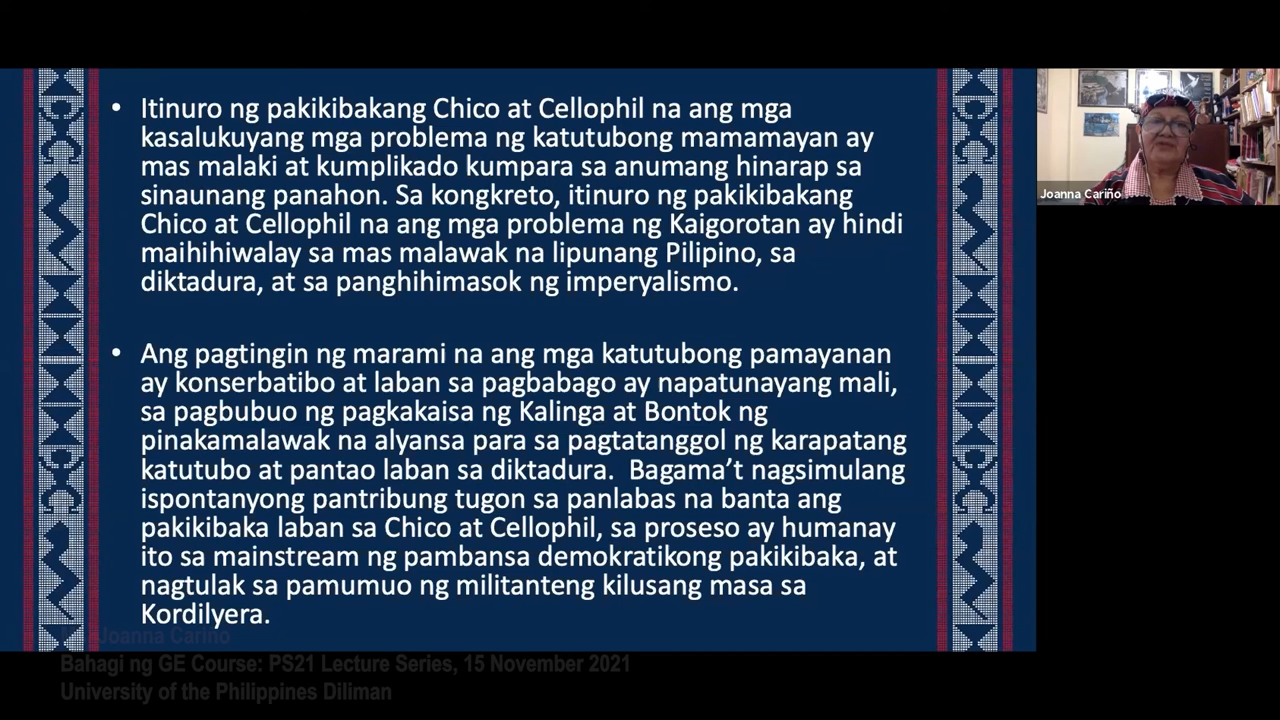 • Itinuro ng pakikibakang Chico at Cellophil na ang mga
kasalukuyang mga problema ng katutubong mamamayan ay
mas malaki at kumplikado kumpara sa anumang hinarap sa
sinaunang panahon. Sa kongkreto, itinuro ng pakikibakang
Chico at Cellophil na ang mga problema ng Kaigorotan ay hindi
maihihiwalay sa mas malawak na lipunang Pilipino, sa
diktadura, at sa panghihimasok ng imperyalismo.
• Ang pagtingin ng marami na ang mga katutubong pamayanan
ay konserbatibo at laban sa pagbabago ay napatunayang mali,
sa pagbubuo ng pagkakaisa ng Kalinga at Bontok ng
pinakamalawak na alyansa para sa pagtatanggol ng karapatang
katutubo at pantao laban sa diktadura. Bagama’t nagsimulang
ispontanyong pantribung tugon sa panlabas na banta ang
pakikibaka laban sa Chico at Cellophil, sa proseso ay humanay
ito sa mainstream ng pambansa demokratikong pakikibaka, at
nagtulak sa pamumuo ng militanteng kilusang masa sa
Kordilyera.
Joanna Cariño
Joanna Cariño
Bahagi ng GE Course: PS21 Lecture Series, 15 November 2021
University of the Philippines Diliman